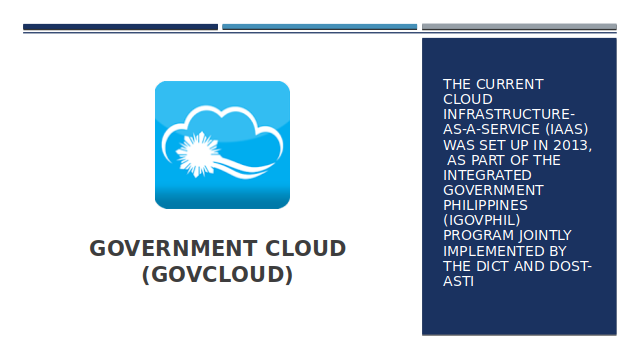 GOVERNMENT CLOUD
(GOVCLOUD)
THE CURRENT
CLOUD
INFRASTRUCTURE-
AS-A-SERVICE (IAAS)
WAS SET UP IN 2013,
AS PART OF THE
INTEGRATED
GOVERNMENT
PHILIPPINES
(IGOVPHIL)
PROGRAM JOINTLY
IMPLEMENTED BY
THE DICT AND DOST-
ASTI